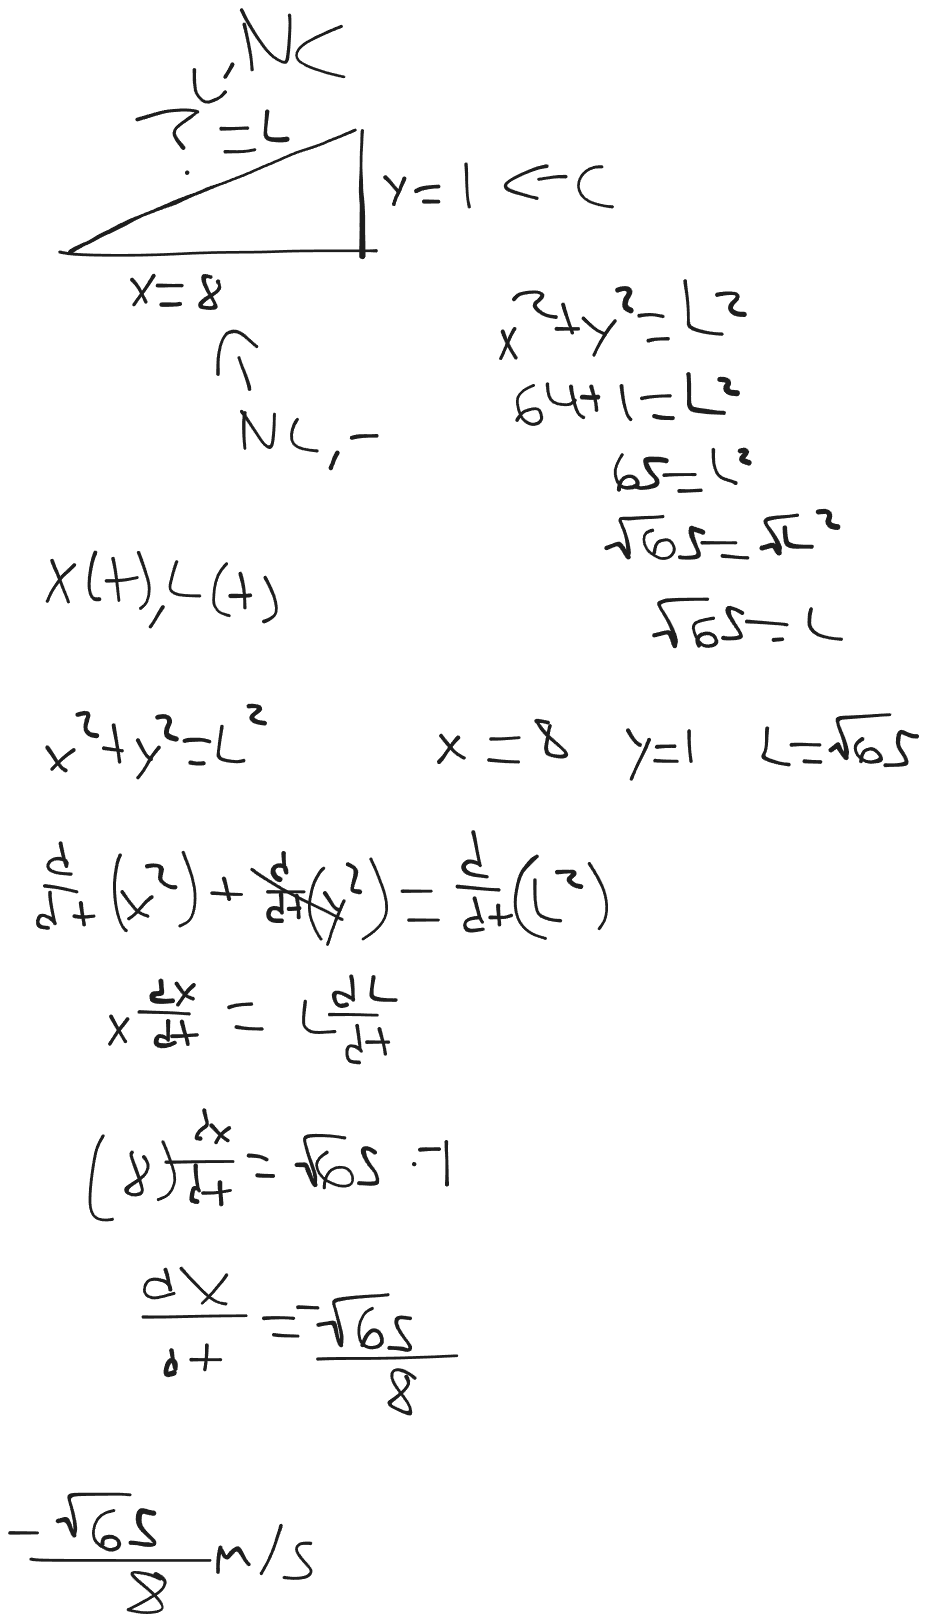 NC
? = L
y = 1 ← C
x = 8
NC, -
x² + y² = L²
64 + 1 = L²
65 = L²
√65 = √L²
√65 = L
x(t), L(t)
x² + y² = L²    x = 8    y = 1    L = √65
d/dt (x²) + d/dt (y²) = d/dt (L²)
x dx/dt = L dL/dt
(8) dx/dt = √65 · -1
dx/dt = -√65/8
-√65/8 m/s